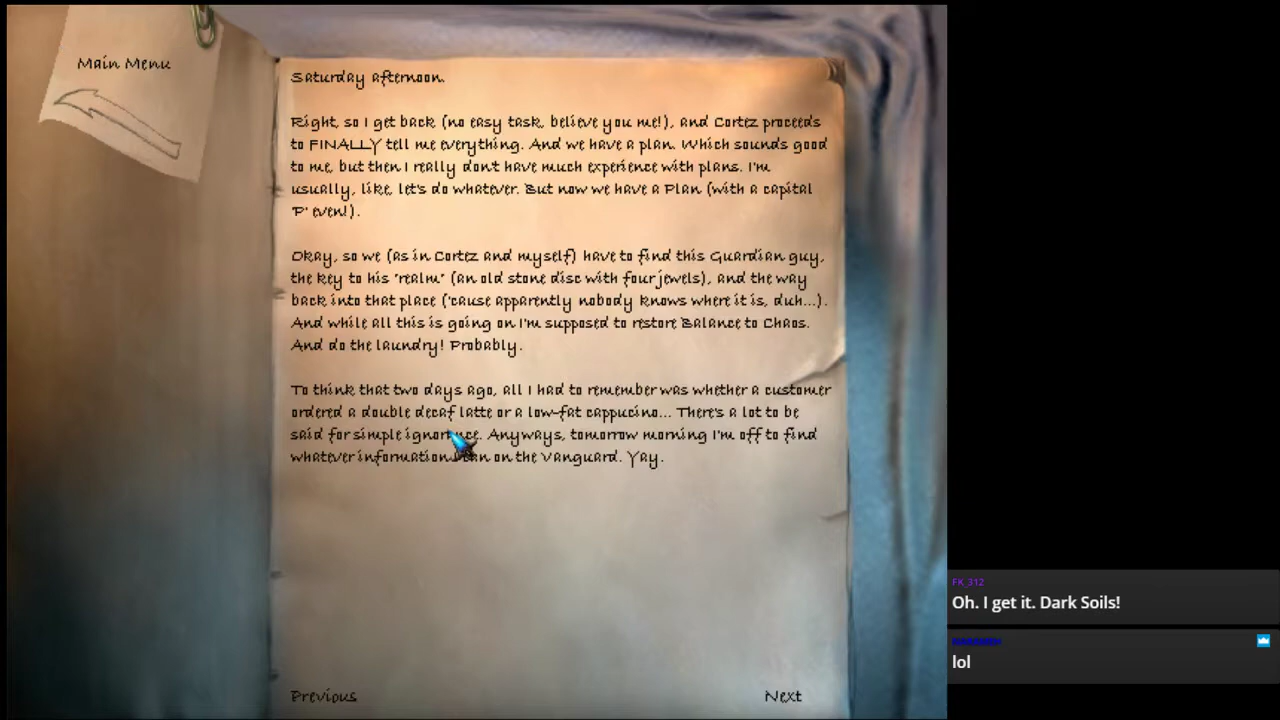 Main Menu
Saturday afternoon.
Right, so I get back (no easy task, believe you me!), and Cortez proceeds
to FINALLY tell me everything. And we have a plan. Which sounds good
to me, but then I really don't have much experience with plans. I'm
usually, like, let's do whatever. But now we have a Plan (with a capital
'P' even!).
Okay, so we (as in Cortez and myself) have to find this Guardian guy,
the key to his "realm" (an old stone disc with four jewels), and the way
back into that place ('cause apparently nobody knows where it is, duh...).
And while all this is going on I'm supposed to restore Balance to Chaos.
And do the laundry! Probably.
To think that two days ago, all I had to remember was whether a customer
ordered a double decaf latte or a low-fat cappucino... There's a lot to be
said for simple ignorance. Anyways, tomorrow morning I'm off to find
whatever information I can on the Vanguard. Yay.
Previous
Next
FK_312
Oh. I get it. Dark Soils!
lol